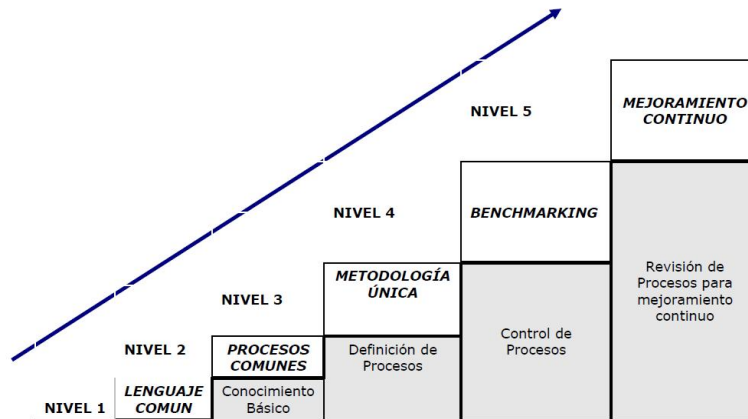 NIVEL 5
MEJORAMIENTO
CONTINUO
NIVEL 4
BENCHMARKING
Revisión de
Procesos para
mejoramiento
continuo
NIVEL 3
METODOLOGÍA
ÚNICA
Control de
Procesos
NIVEL 2
PROCESOS
COMUNES
Definición de
Procesos
NIVEL 1
LENGUAJE
COMUN
Conocimiento
Básico